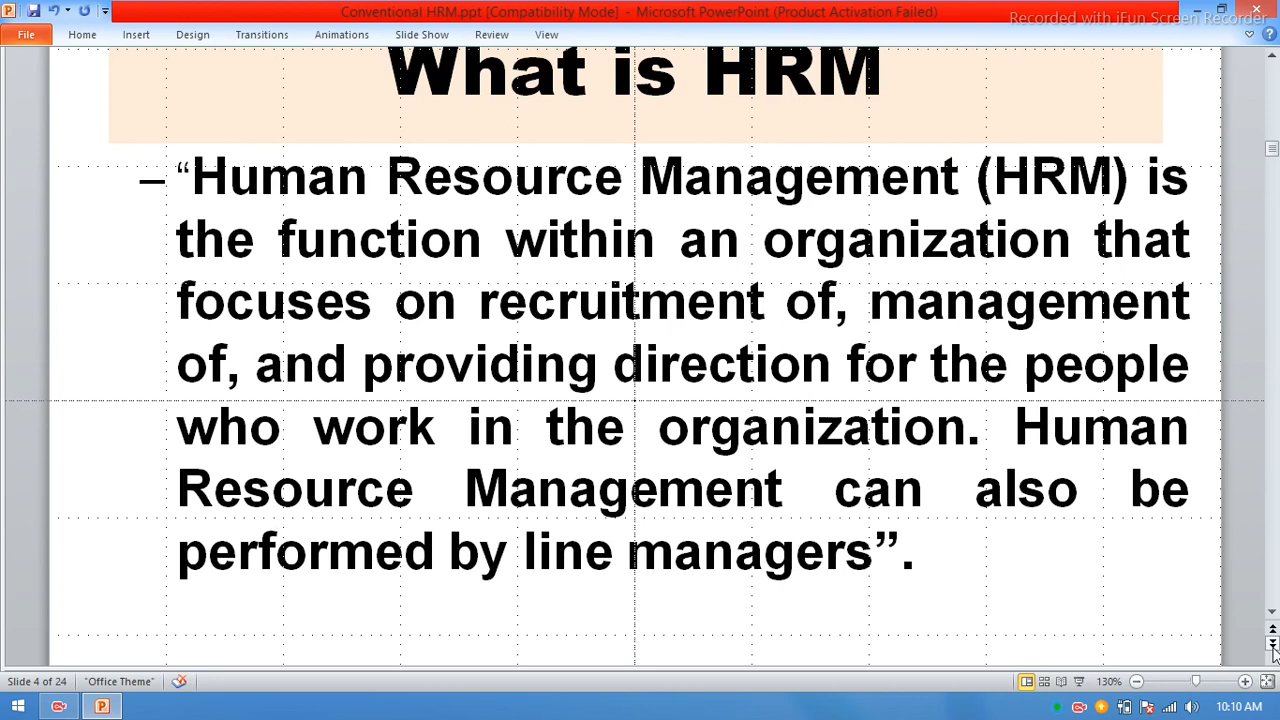 Conventional HRM.ppt [Compatibility Mode] - Microsoft PowerPoint (Product Activation Failed)
Recorded with iFun Screen Recorder
File Home Insert Design Transitions Animations Slide Show Review View
What is HRM
– “Human Resource Management (HRM) is
the function within an organization that
focuses on recruitment of, management
of, and providing direction for the people
who work in the organization. Human
Resource Management can also be
performed by line managers”.
Slide 4 of 24 "Office Theme" 130%
10:10 AM